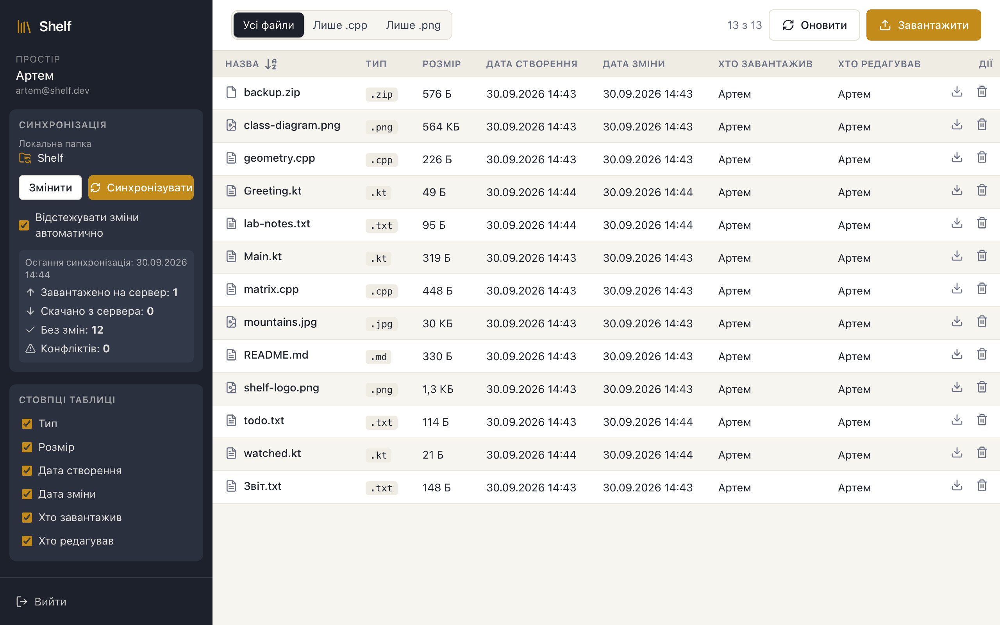 Shelf
ПРОСТІР
Артем
artem@shelf.dev
СИНХРОНІЗАЦІЯ
Локальна папка
Shelf
Змінити Синхронізувати
Відстежувати зміни
автоматично
Остання синхронізація: 30.09.2026
14:44
Завантажено на сервер: 1
Скачано з сервера: 0
Без змін: 12
Конфліктів: 0
СТОВПЦІ ТАБЛИЦІ
Тип
Розмір
Дата створення
Дата зміни
Хто завантажив
Хто редагував
Вийти
Усі файли Лише .cpp Лише .png 13 з 13 Оновити Завантажити
НАЗВА ТИП РОЗМІР ДАТА СТВОРЕННЯ ДАТА ЗМІНИ ХТО ЗАВАНТАЖИВ ХТО РЕДАГУВАВ ДІЇ
backup.zip .zip 576 Б 30.09.2026 14:43 30.09.2026 14:43 Артем Артем
class-diagram.png .png 564 КБ 30.09.2026 14:43 30.09.2026 14:43 Артем Артем
geometry.cpp .cpp 226 Б 30.09.2026 14:43 30.09.2026 14:43 Артем Артем
Greeting.kt .kt 49 Б 30.09.2026 14:44 30.09.2026 14:44 Артем Артем
lab-notes.txt .txt 95 Б 30.09.2026 14:44 30.09.2026 14:44 Артем Артем
Main.kt .kt 319 Б 30.09.2026 14:43 30.09.2026 14:43 Артем Артем
matrix.cpp .cpp 448 Б 30.09.2026 14:43 30.09.2026 14:43 Артем Артем
mountains.jpg .jpg 30 КБ 30.09.2026 14:43 30.09.2026 14:43 Артем Артем
README.md .md 330 Б 30.09.2026 14:43 30.09.2026 14:43 Артем Артем
shelf-logo.png .png 1,3 КБ 30.09.2026 14:43 30.09.2026 14:43 Артем Артем
todo.txt .txt 114 Б 30.09.2026 14:43 30.09.2026 14:44 Артем Артем
watched.kt .kt 21 Б 30.09.2026 14:44 30.09.2026 14:44 Артем Артем
Звіт.txt .txt 148 Б 30.09.2026 14:43 30.09.2026 14:43 Артем Артем